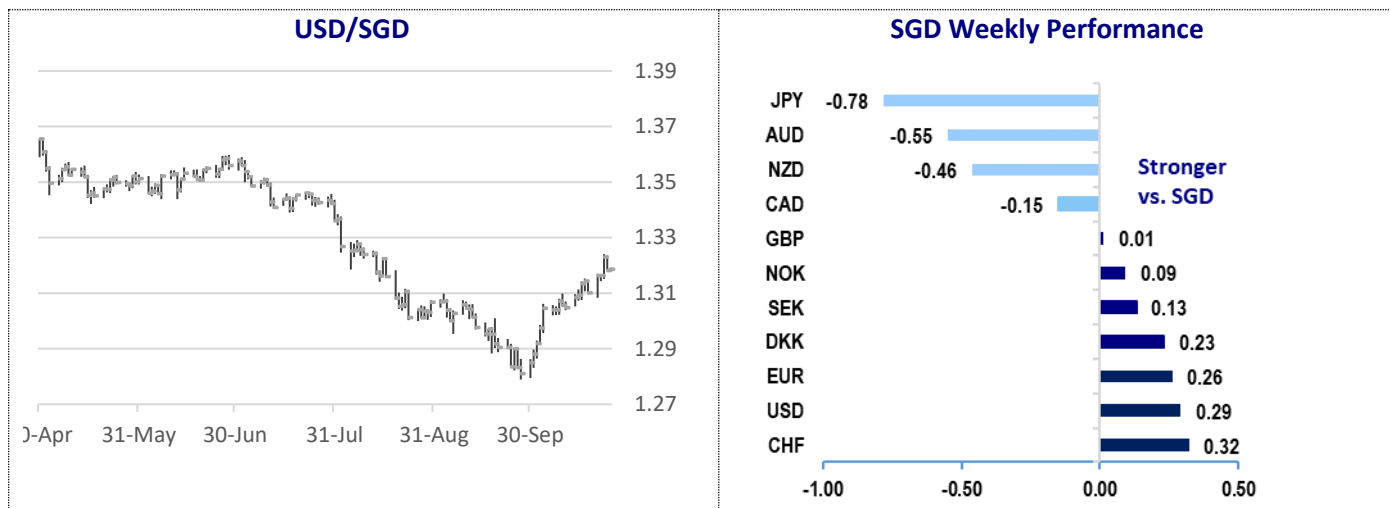 USD/SGD
1.39
1.37
1.35
1.33
1.31
1.29
1.27
0-Apr 31-May 30-Jun 31-Jul 31-Aug 30-Sep
SGD Weekly Performance
JPY -0.78
AUD -0.55
NZD -0.46
CAD -0.15
Stronger
vs. SGD
GBP 0.01
NOK 0.09
SEK 0.13
DKK 0.23
EUR 0.26
USD 0.29
CHF 0.32
-1.00 -0.50 0.00 0.50